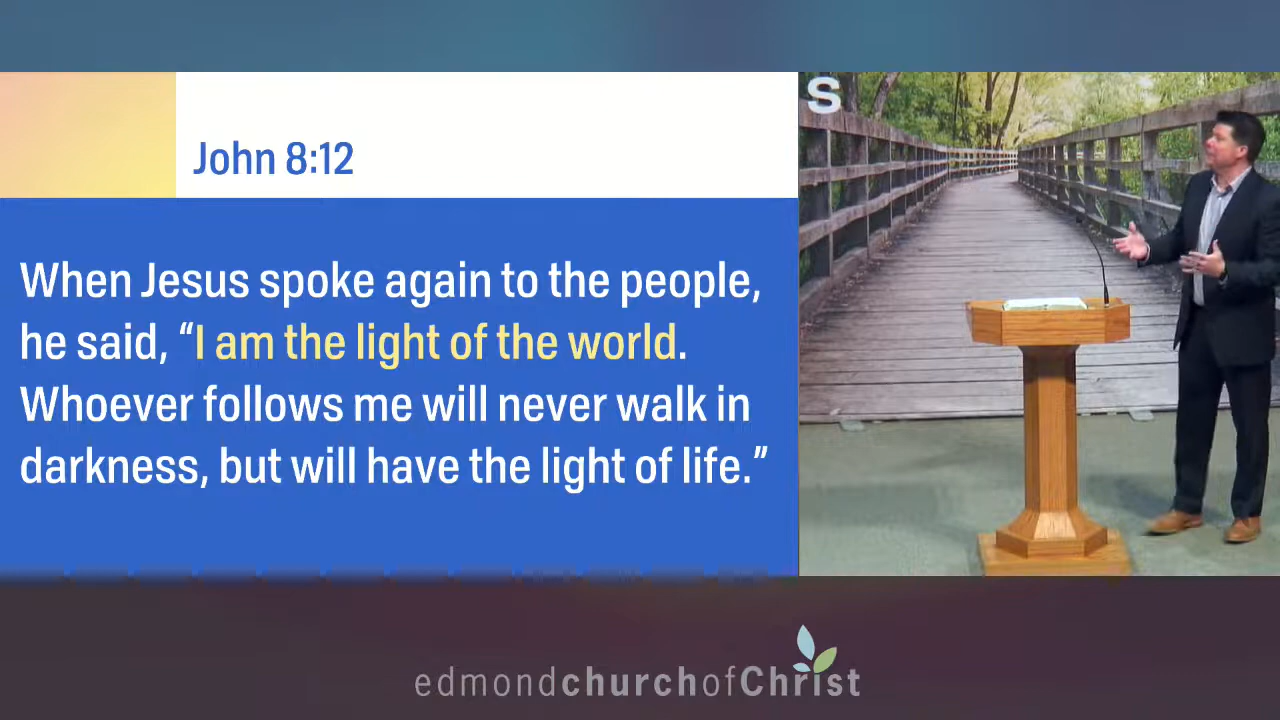 John 8:12
When Jesus spoke again to the people,
he said, “I am the light of the world.
Whoever follows me will never walk in
darkness, but will have the light of life.”
S
edmondchurchofChrist